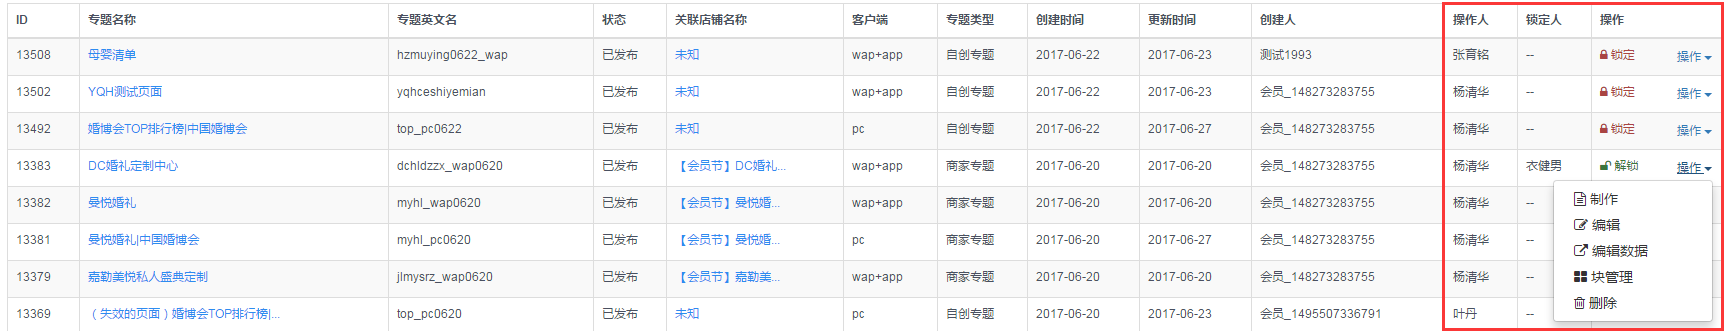 ID 专题名称 专题英文名 状态 关联店铺名称 客户端 专题类型 创建时间 更新时间 创建人 操作人 锁定人 操作
13508 母婴清单 hzmuying0622_wap 已发布 未知 wap+app 自创专题 2017-06-22 2017-06-23 测试1993 张育铭 -- 锁定 操作
13502 YQH测试页面 yqhceshiyemian 已发布 未知 wap+app 自创专题 2017-06-22 2017-06-23 会员_148273283755 杨清华 -- 锁定 操作
13492 婚博会TOP排行榜|中国婚博会 top_pc0622 已发布 未知 pc 自创专题 2017-06-22 2017-06-27 会员_148273283755 杨清华 -- 锁定 操作
13383 DC婚礼定制中心 dchldzzx_wap0620 已发布 【会员节】DC婚礼... wap+app 商家专题 2017-06-20 2017-06-20 会员_148273283755 杨清华 衣健男 解锁 操作
13382 曼悦婚礼 myhl_wap0620 已发布 【会员节】曼悦婚... wap+app 商家专题 2017-06-20 2017-06-20 会员_148273283755 杨清华 --
制作
编辑
13381 曼悦婚礼|中国婚博会 myhl_pc0620 已发布 【会员节】曼悦婚... pc 商家专题 2017-06-20 2017-06-27 会员_148273283755 杨清华 --
编辑数据
13379 嘉勒美悦私人盛典定制 jlmysrz_wap0620 已发布 【会员节】嘉勒美... wap+app 商家专题 2017-06-20 2017-06-20 会员_148273283755 杨清华 --
块管理
删除
13369 （失效的页面）婚博会TOP排行榜|... top_pc0620 已发布 未知 pc 自创专题 2017-06-20 2017-06-23 会员_1495507336791 叶丹 --